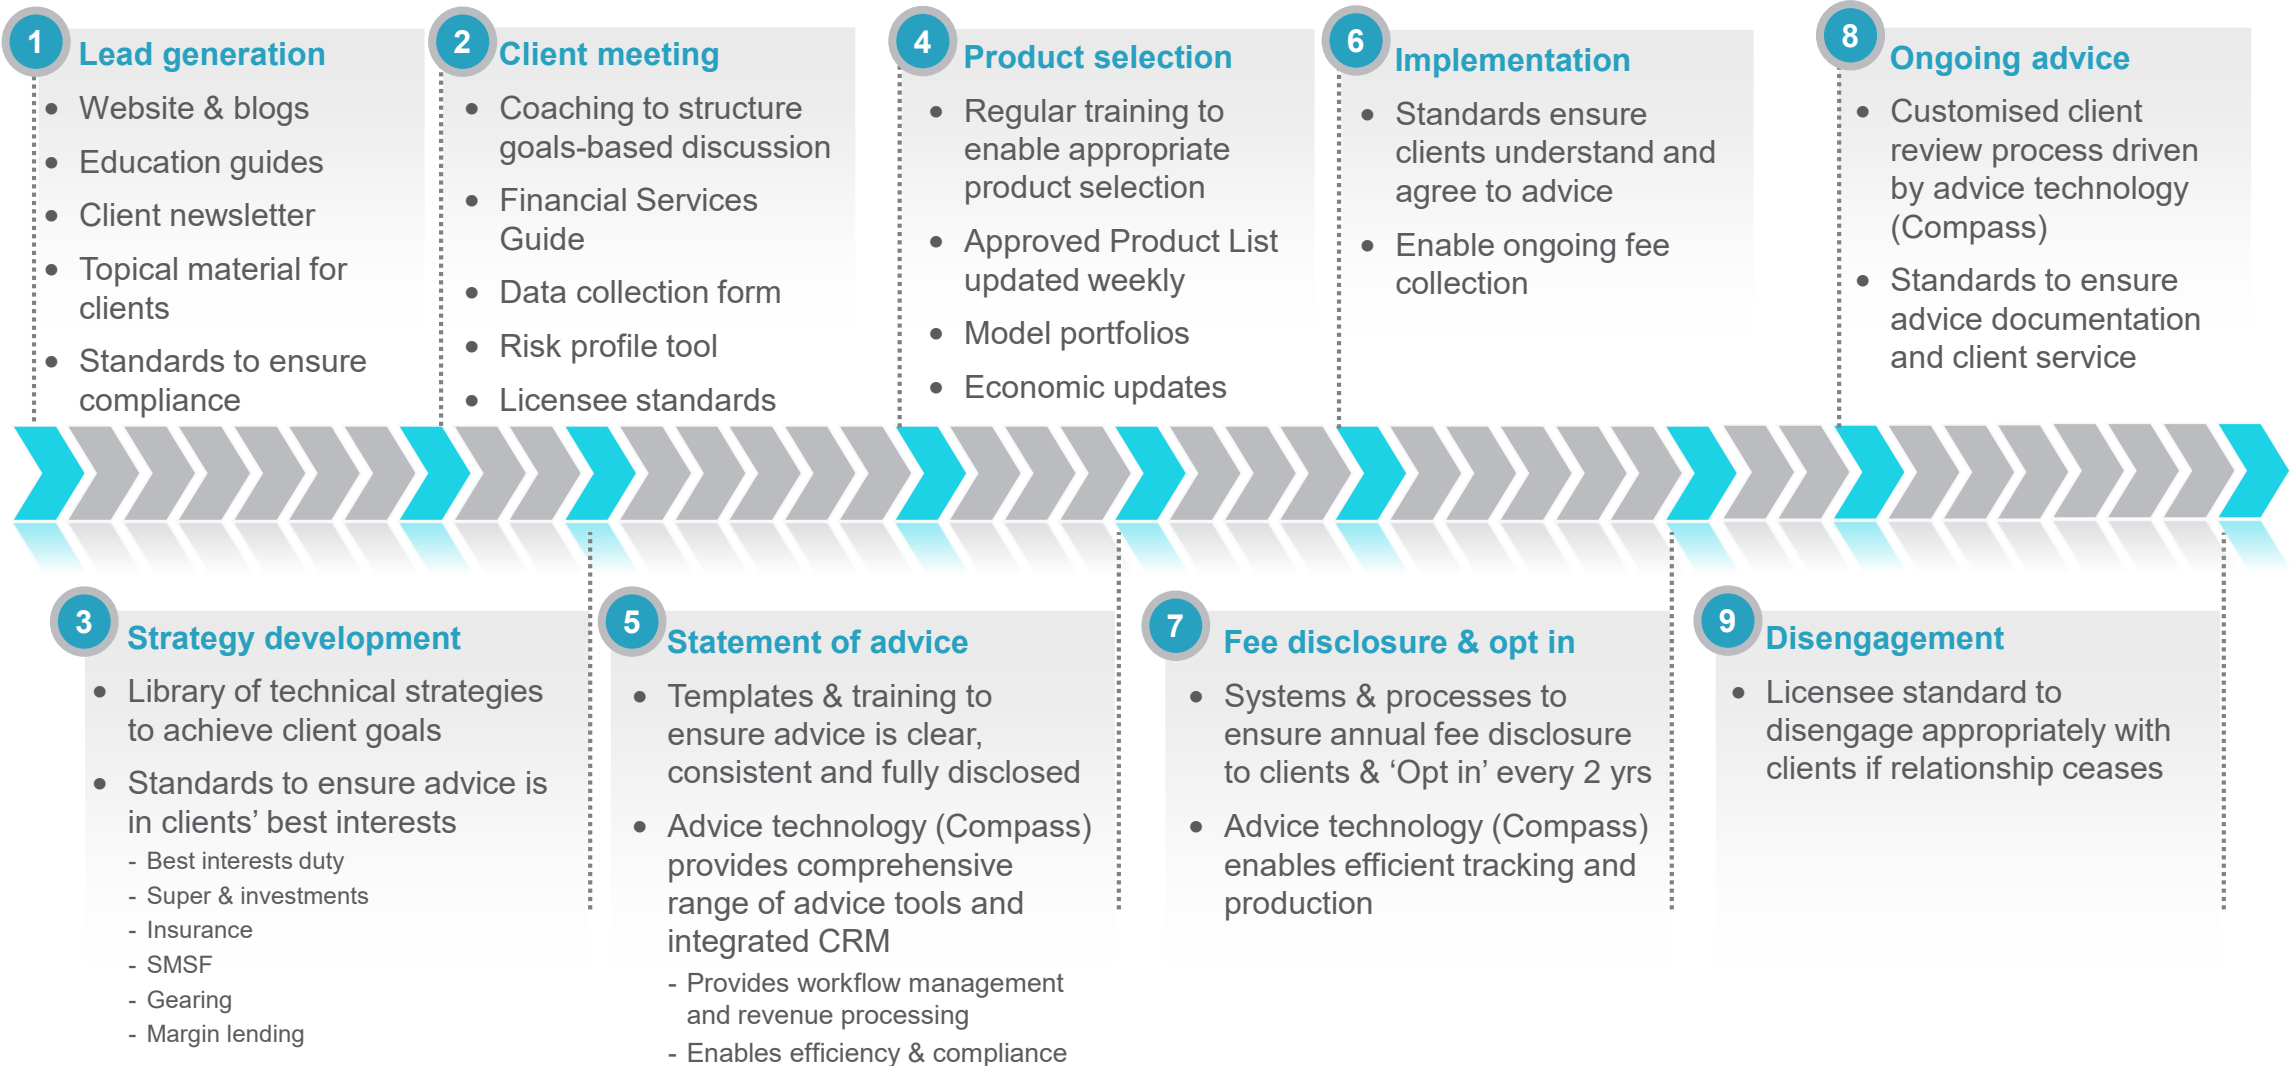 1
Lead generation
• Website & blogs
• Education guides
• Client newsletter
• Topical material for
clients
• Standards to ensure
compliance
2
Client meeting
• Coaching to structure
goals-based discussion
• Financial Services
Guide
• Data collection form
• Risk profile tool
• Licensee standards
3
Strategy development
• Library of technical strategies
to achieve client goals
• Standards to ensure advice is
in clients’ best interests
- Best interests duty
- Super & investments
- Insurance
- SMSF
- Gearing
- Margin lending
4
Product selection
• Regular training to
enable appropriate
product selection
• Approved Product List
updated weekly
• Model portfolios
• Economic updates
5
Statement of advice
• Templates & training to
ensure advice is clear,
consistent and fully disclosed
• Advice technology (Compass)
provides comprehensive
range of advice tools and
integrated CRM
- Provides workflow management
and revenue processing
- Enables efficiency & compliance
6
Implementation
• Standards ensure
clients understand and
agree to advice
• Enable ongoing fee
collection
7
Fee disclosure & opt in
• Systems & processes to
ensure annual fee disclosure
to clients & ‘Opt in’ every 2 yrs
• Advice technology (Compass)
enables efficient tracking and
production
8
Ongoing advice
• Customised client
review process driven
by advice technology
(Compass)
• Standards to ensure
advice documentation
and client service
9
Disengagement
• Licensee standard to
disengage appropriately with
clients if relationship ceases